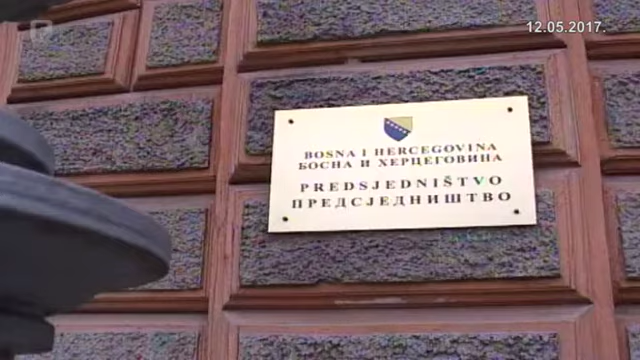 12.05.2017.
BOSNA I HERCEGOVINA
БОСНА И ХЕРЦЕГОВИНА
PREDSJEDNIŠTVO
ПРЕДСЈЕДНИШТВО